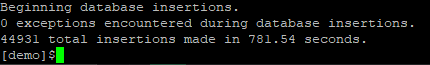 Beginning database insertions.
0 exceptions encountered during database insertions.
44931 total insertions made in 781.54 seconds.
[demo]$